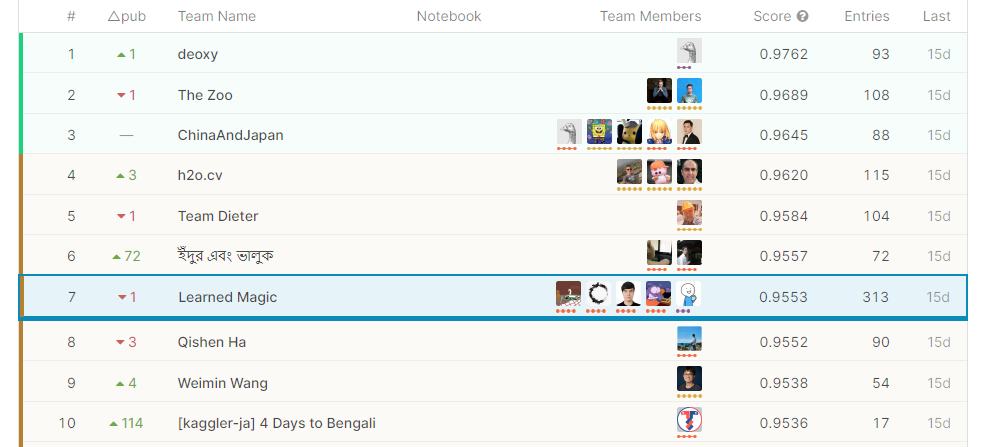 # △pub Team Name Notebook Team Members Score Entries Last
1 1 deoxy 0.9762 93 15d
2 1 The Zoo 0.9689 108 15d
3 — ChinaAndJapan 0.9645 88 15d
4 3 h2o.cv 0.9620 115 15d
5 1 Team Dieter 0.9584 104 15d
6 72 ইঁদুর এবং ভালুক 0.9557 72 15d
7 1 Learned Magic 0.9553 313 15d
8 3 Qishen Ha 0.9552 90 15d
9 4 Weimin Wang 0.9538 54 15d
10 114 [kaggler-ja] 4 Days to Bengali 0.9536 17 15d